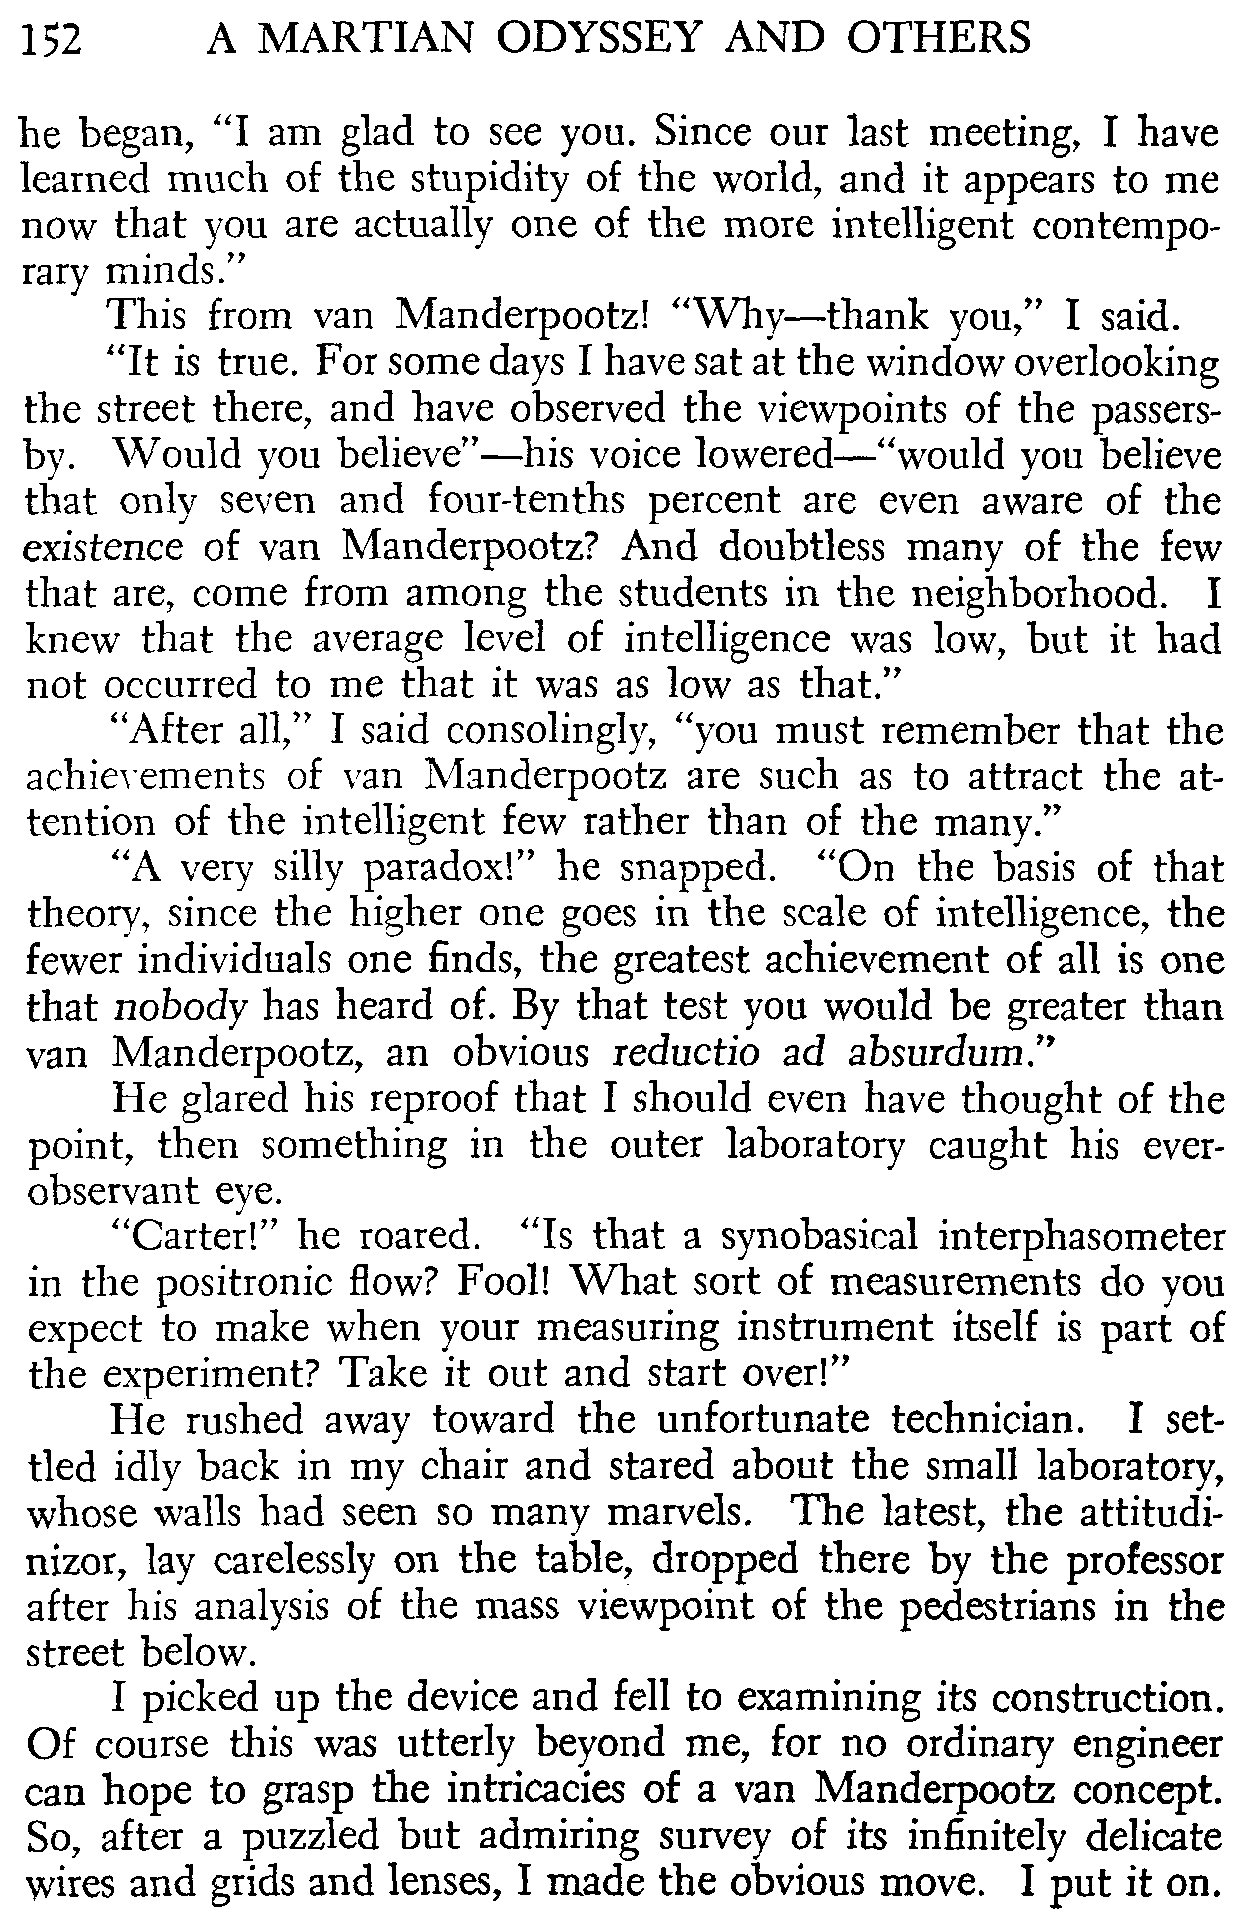 152 A MARTIAN ODYSSEY AND OTHERS
he began, “I am glad to see you. Since our last meeting, I have
learned much of the stupidity of the world, and it appears to me
now that you are actually one of the more intelligent contempo-
rary minds.”
This from van Manderpootz! “Why—thank you,” I said.
“It is true. For some days I have sat at the window overlooking
the street there, and have observed the viewpoints of the passers-
by. Would you believe”—his voice lowered—“would you believe
that only seven and four-tenths percent are even aware of the
existence of van Manderpootz? And doubtless many of the few
that are, come from among the students in the neighborhood. I
knew that the average level of intelligence was low, but it had
not occurred to me that it was as low as that.”
“After all,” I said consolingly, “you must remember that the
achievements of van Manderpootz are such as to attract the at-
tention of the intelligent few rather than of the many.”
“A very silly paradox!” he snapped. “On the basis of that
theory, since the higher one goes in the scale of intelligence, the
fewer individuals one finds, the greatest achievement of all is one
that nobody has heard of. By that test you would be greater than
van Manderpootz, an obvious reductio ad absurdum.”
He glared his reproof that I should even have thought of the
point, then something in the outer laboratory caught his ever-
observant eye.
“Carter!” he roared. “Is that a synobasical interphasometer
in the positronic flow? Fool! What sort of measurements do you
expect to make when your measuring instrument itself is part of
the experiment? Take it out and start over!”
He rushed away toward the unfortunate technician. I set-
tled idly back in my chair and stared about the small laboratory,
whose walls had seen so many marvels. The latest, the attitudi-
nizor, lay carelessly on the table, dropped there by the professor
after his analysis of the mass viewpoint of the pedestrians in the
street below.
I picked up the device and fell to examining its construction.
Of course this was utterly beyond me, for no ordinary engineer
can hope to grasp the intricacies of a van Manderpootz concept.
So, after a puzzled but admiring survey of its infinitely delicate
wires and grids and lenses, I made the obvious move. I put it on.